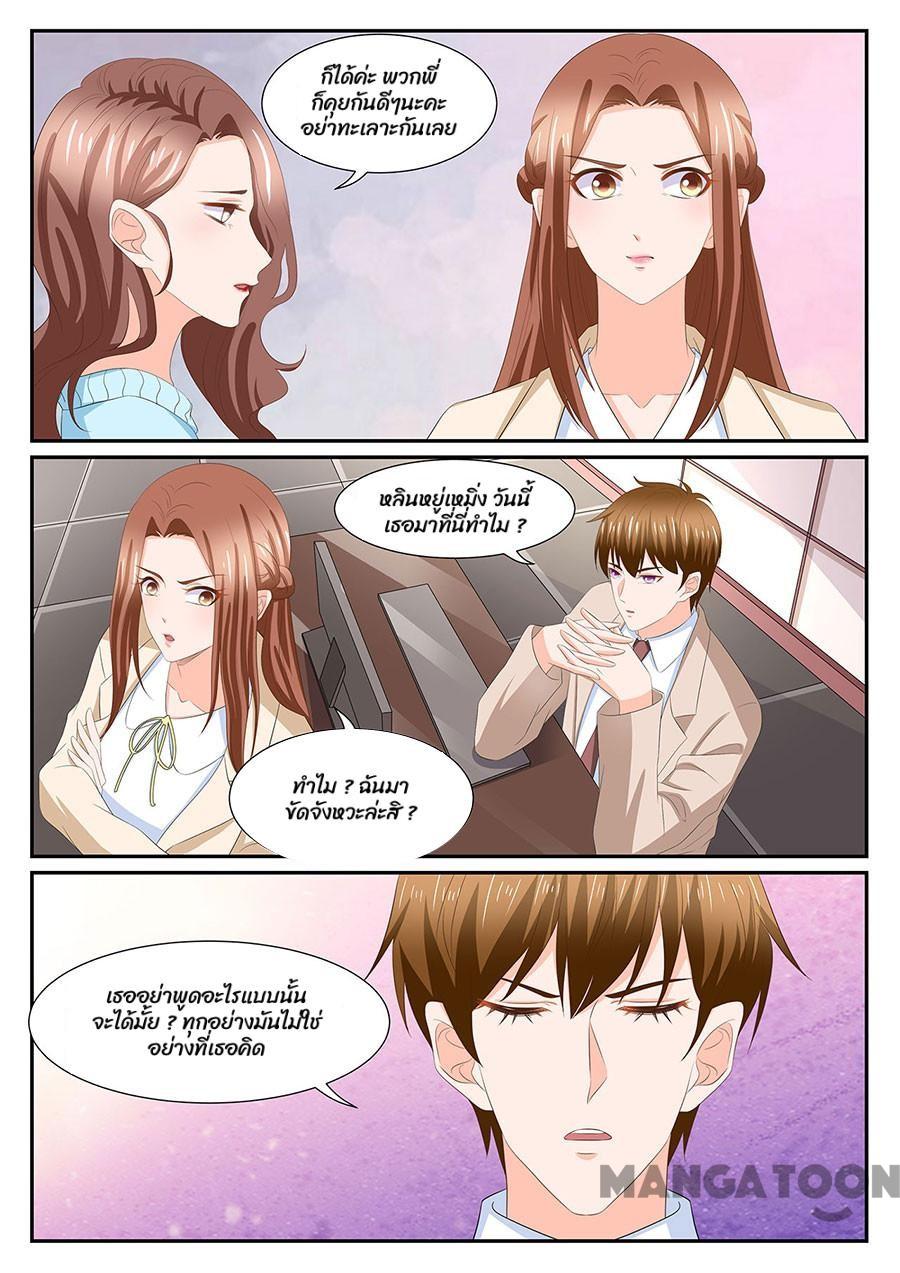 ก็ได้ค่ะ พวกพี่
ก็คุยกันดีๆนะคะ
อย่าทะเลาะกันเลย
หลินหยู่เหมิ่ง วันนี้
เธอมาที่นี่ทำไม ?
ทำไม ? ฉันมา
ขัดจังหวะล่ะสิ ?
เธออย่าพูดอะไรแบบนั้น
จะได้มั้ย ? ทุกอย่างมันไม่ใช่
อย่างที่เธอคิด
MANGATOON